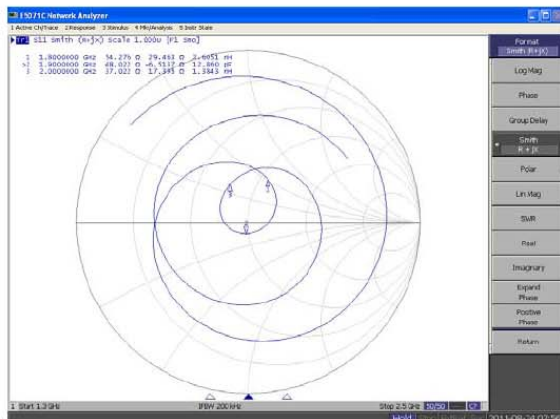 E5071C Network Analyzer
1 Active Ch/Trace 2 Response 3 Stimulus 4 Mkr/Analysis 5 Instr State
Tr1 S11 Smith (R+jX) Scale 1.000U [F1 Smo]
1 1.8000000 GHz 54.276 Ω 29.463 Ω 2.6051 nH
>2 1.9000000 GHz 48.022 Ω -6.5137 Ω 12.860 pF
3 2.0000000 GHz 37.022 Ω 17.395 Ω 1.3843 nH
Format
Smith (R+jX)
Log Mag
Phase
Group Delay
Smith
R + jX
Polar
Lin Mag
SWR
Real
Imaginary
Expand
Phase
Positive
Phase
Return
1 Start 1.3 GHz
IFBW 200 kHz
Stop 2.5 GHz